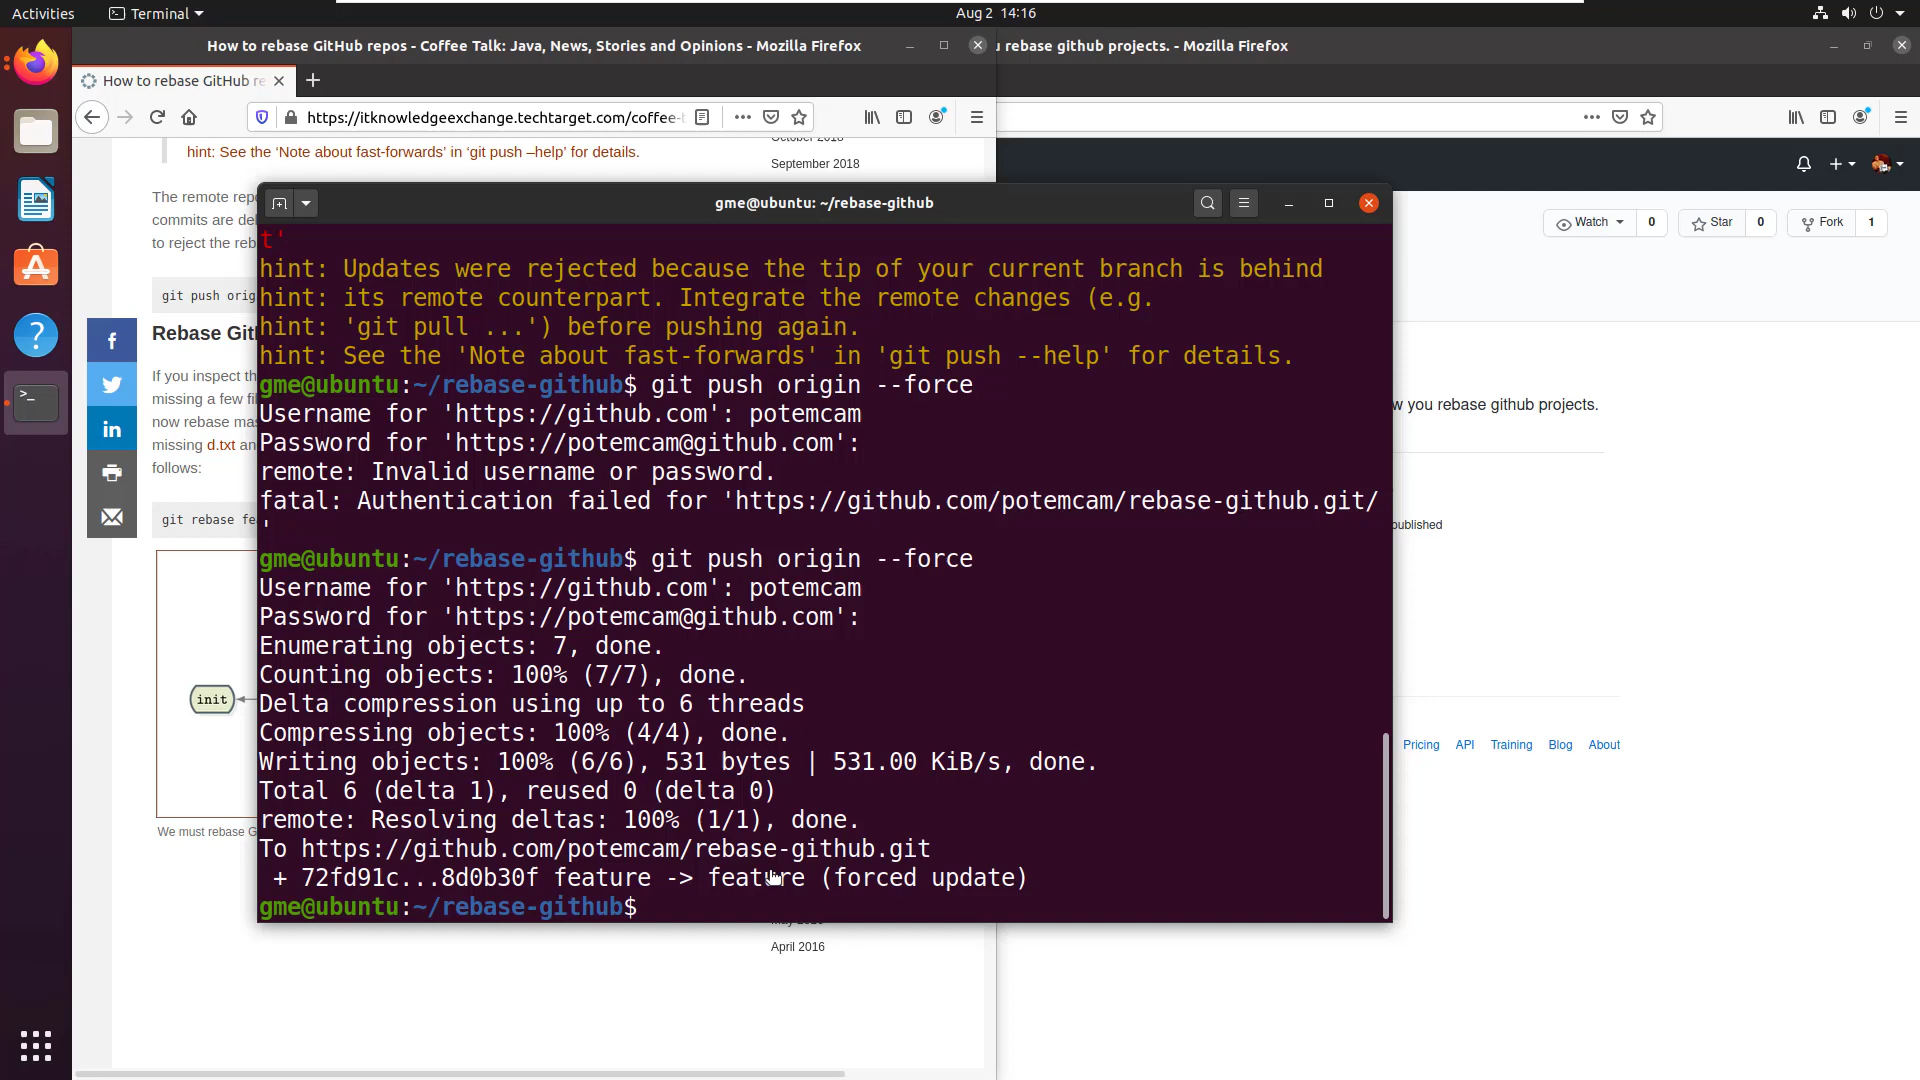 Activities
Terminal
Aug 2 14:16
How to rebase GitHub repos - Coffee Talk: Java, News, Stories and Opinions - Mozilla Firefox
rebase github projects. - Mozilla Firefox
How to rebase GitHub re
https://itknowledgeexchange.techtarget.com/coffee-t
hint: See the ‘Note about fast-forwards’ in ‘git push –help’ for details.
October 2018
September 2018
The remote repo
commits are del
to reject the reb
git push orig
Rebase Git
If you inspect th
missing a few fil
now rebase mas
missing d.txt an
follows:
git rebase fe
init
We must rebase G
gme@ubuntu: ~/rebase-github
t'
hint: Updates were rejected because the tip of your current branch is behind
hint: its remote counterpart. Integrate the remote changes (e.g.
hint: 'git pull ...') before pushing again.
hint: See the 'Note about fast-forwards' in 'git push --help' for details.
gme@ubuntu:~/rebase-github$ git push origin --force
Username for 'https://github.com': potemcam
Password for 'https://potemcam@github.com':
remote: Invalid username or password.
fatal: Authentication failed for 'https://github.com/potemcam/rebase-github.git/
'
gme@ubuntu:~/rebase-github$ git push origin --force
Username for 'https://github.com': potemcam
Password for 'https://potemcam@github.com':
Enumerating objects: 7, done.
Counting objects: 100% (7/7), done.
Delta compression using up to 6 threads
Compressing objects: 100% (4/4), done.
Writing objects: 100% (6/6), 531 bytes | 531.00 KiB/s, done.
Total 6 (delta 1), reused 0 (delta 0)
remote: Resolving deltas: 100% (1/1), done.
To https://github.com/potemcam/rebase-github.git
+ 72fd91c...8d0b30f feature -> feature (forced update)
gme@ubuntu:~/rebase-github$
April 2016
Watch 0
Star 0
Fork 1
w you rebase github projects.
published
Pricing API Training Blog About